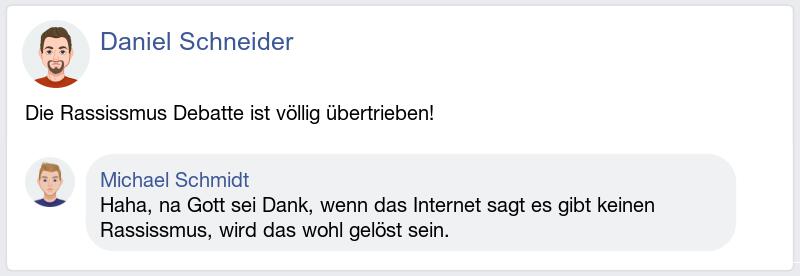 Daniel Schneider
Die Rassissmus Debatte ist völlig übertrieben!
Michael Schmidt
Haha, na Gott sei Dank, wenn das Internet sagt es gibt keinen
Rassissmus, wird das wohl gelöst sein.